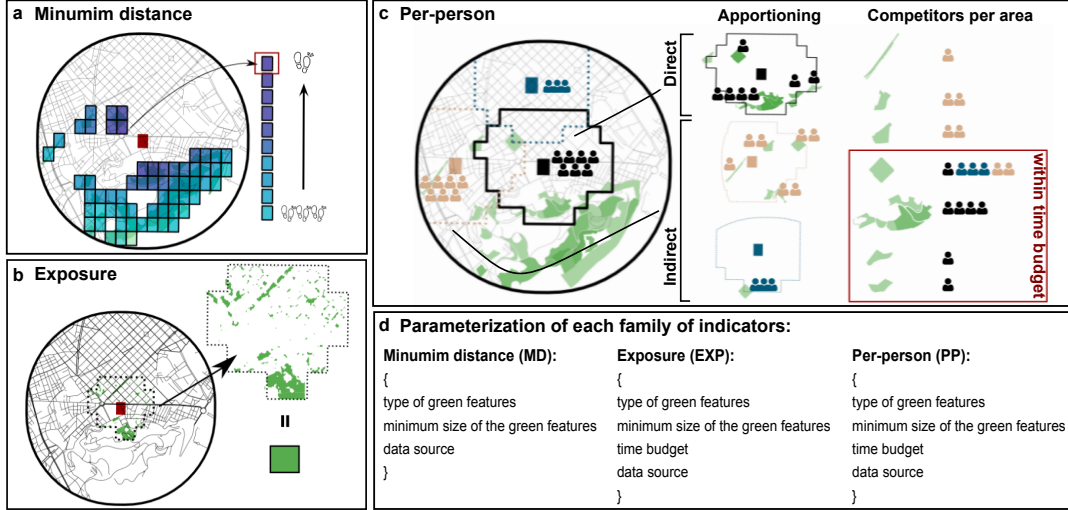 a Minumim distance
b Exposure
c Per-person
Apportioning
Competitors per area
Direct
Indirect
within time budget
d Parameterization of each family of indicators:
Minumim distance (MD):
{
type of green features
minimum size of the green features
data source
}
Exposure (EXP):
{
type of green features
minimum size of the green features
time budget
data source
}
Per-person (PP):
{
type of green features
minimum size of the green features
time budget
data source
}